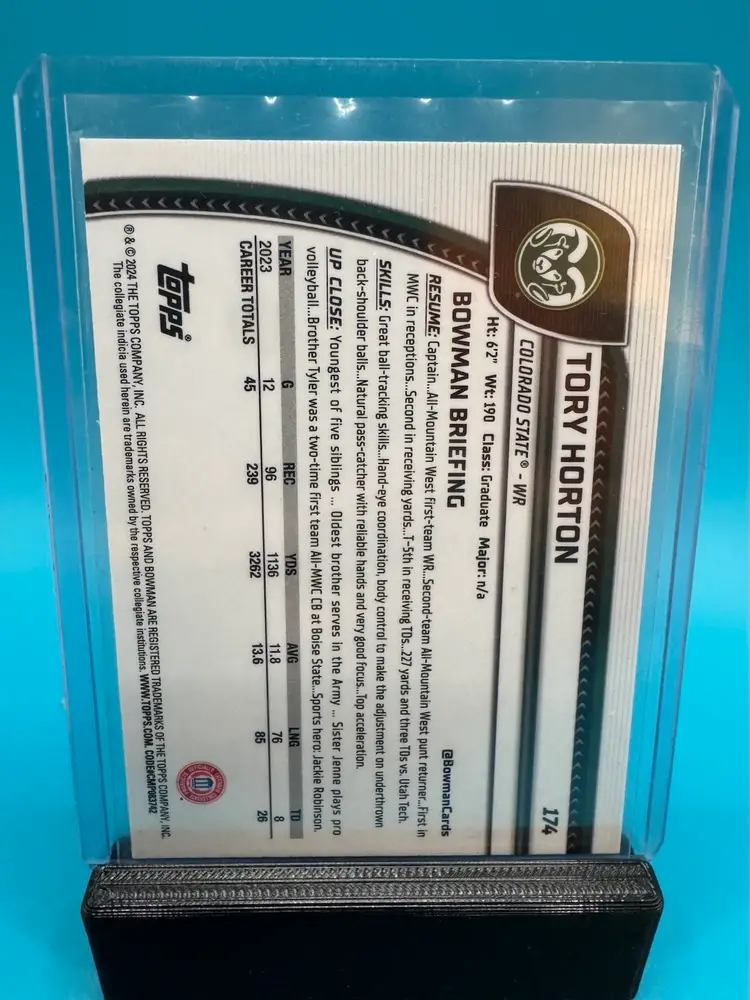 174
TORY HORTON
COLORADO STATE® - WR
Ht: 6'2" Wt: 190 Class: Graduate Major: n/a
@BowmanCards
BOWMAN BRIEFING
RESUME: Captain...All-Mountain West first-team WR...Second-team All-Mountain West punt returner...First in
MWC in receptions...Second in receiving yards...T-5th in receiving TDs...227 yards and three TDs vs. Utah Tech.
SKILLS: Great ball-tracking skills...Hand-eye coordination, body control to make the adjustment on underthrown
back-shoulder balls...Natural pass-catcher with reliable hands and very good focus...Top acceleration.
UP CLOSE: Youngest of five siblings ... Oldest brother serves in the Army ... Sister Jenne plays pro
volleyball...Brother Tyler was a two-time first team All-MWC CB at Boise State...Sports hero: Jackie Robinson.
YEAR G REC YDS AVG LNG TD
2023 12 96 1136 11.8 76 8
CAREER TOTALS 45 239 3262 13.6 85 26
topps®
® & © 2024 THE TOPPS COMPANY, INC. ALL RIGHTS RESERVED. TOPPS AND BOWMAN ARE REGISTERED TRADEMARKS OF THE TOPPS COMPANY, INC.
The collegiate indicia used herein are trademarks owned by the respective collegiate institutions. WWW.TOPPS.COM. CODE#CMP083742